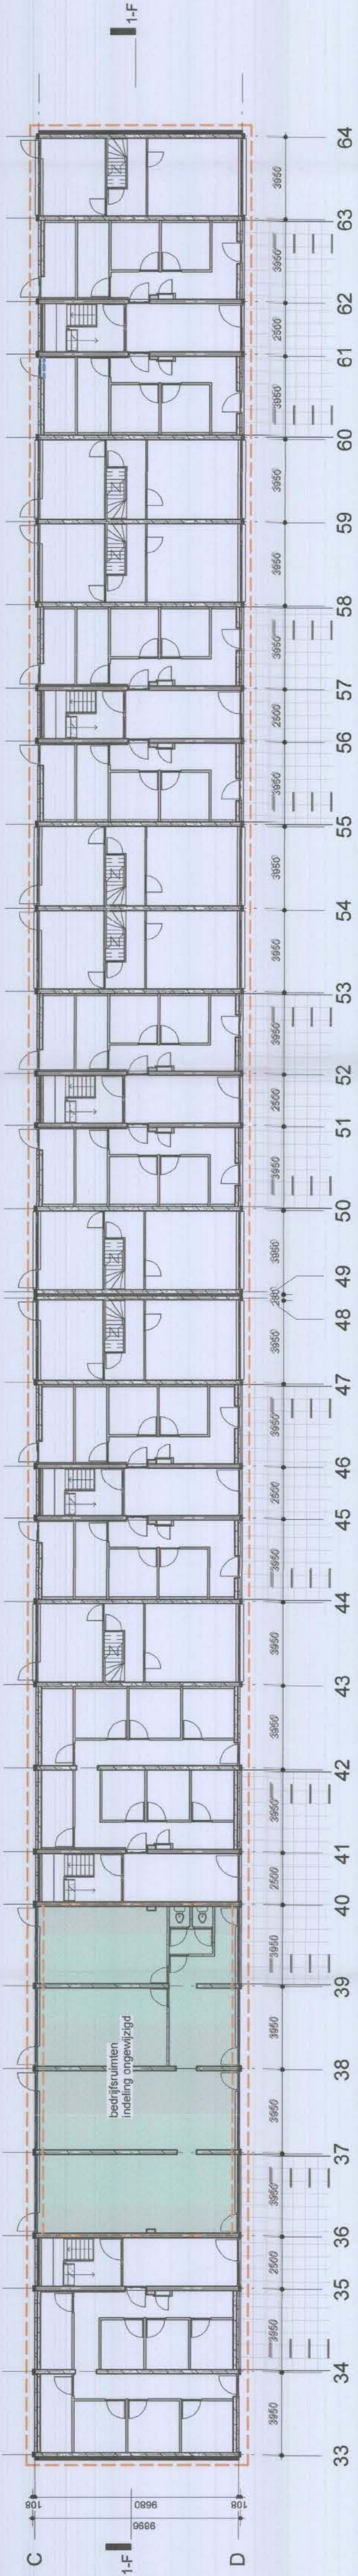 1-F
C
108
9680
9896
108
D
1-F
bedrijfsruimten
indeling ongewijzigd
3950 3950 2500 3950 3950 3950 3950 2500 3950 3950 3950 3950 2500 3950 3950 280 3950 3950 2500 3950 3950 3950 3950 2500 3950 3950 3950 3950 2500 3950 3950
33 34 35 36 37 38 39 40 41 42 43 44 45 46 47 48 49 50 51 52 53 54 55 56 57 58 59 60 61 62 63 64